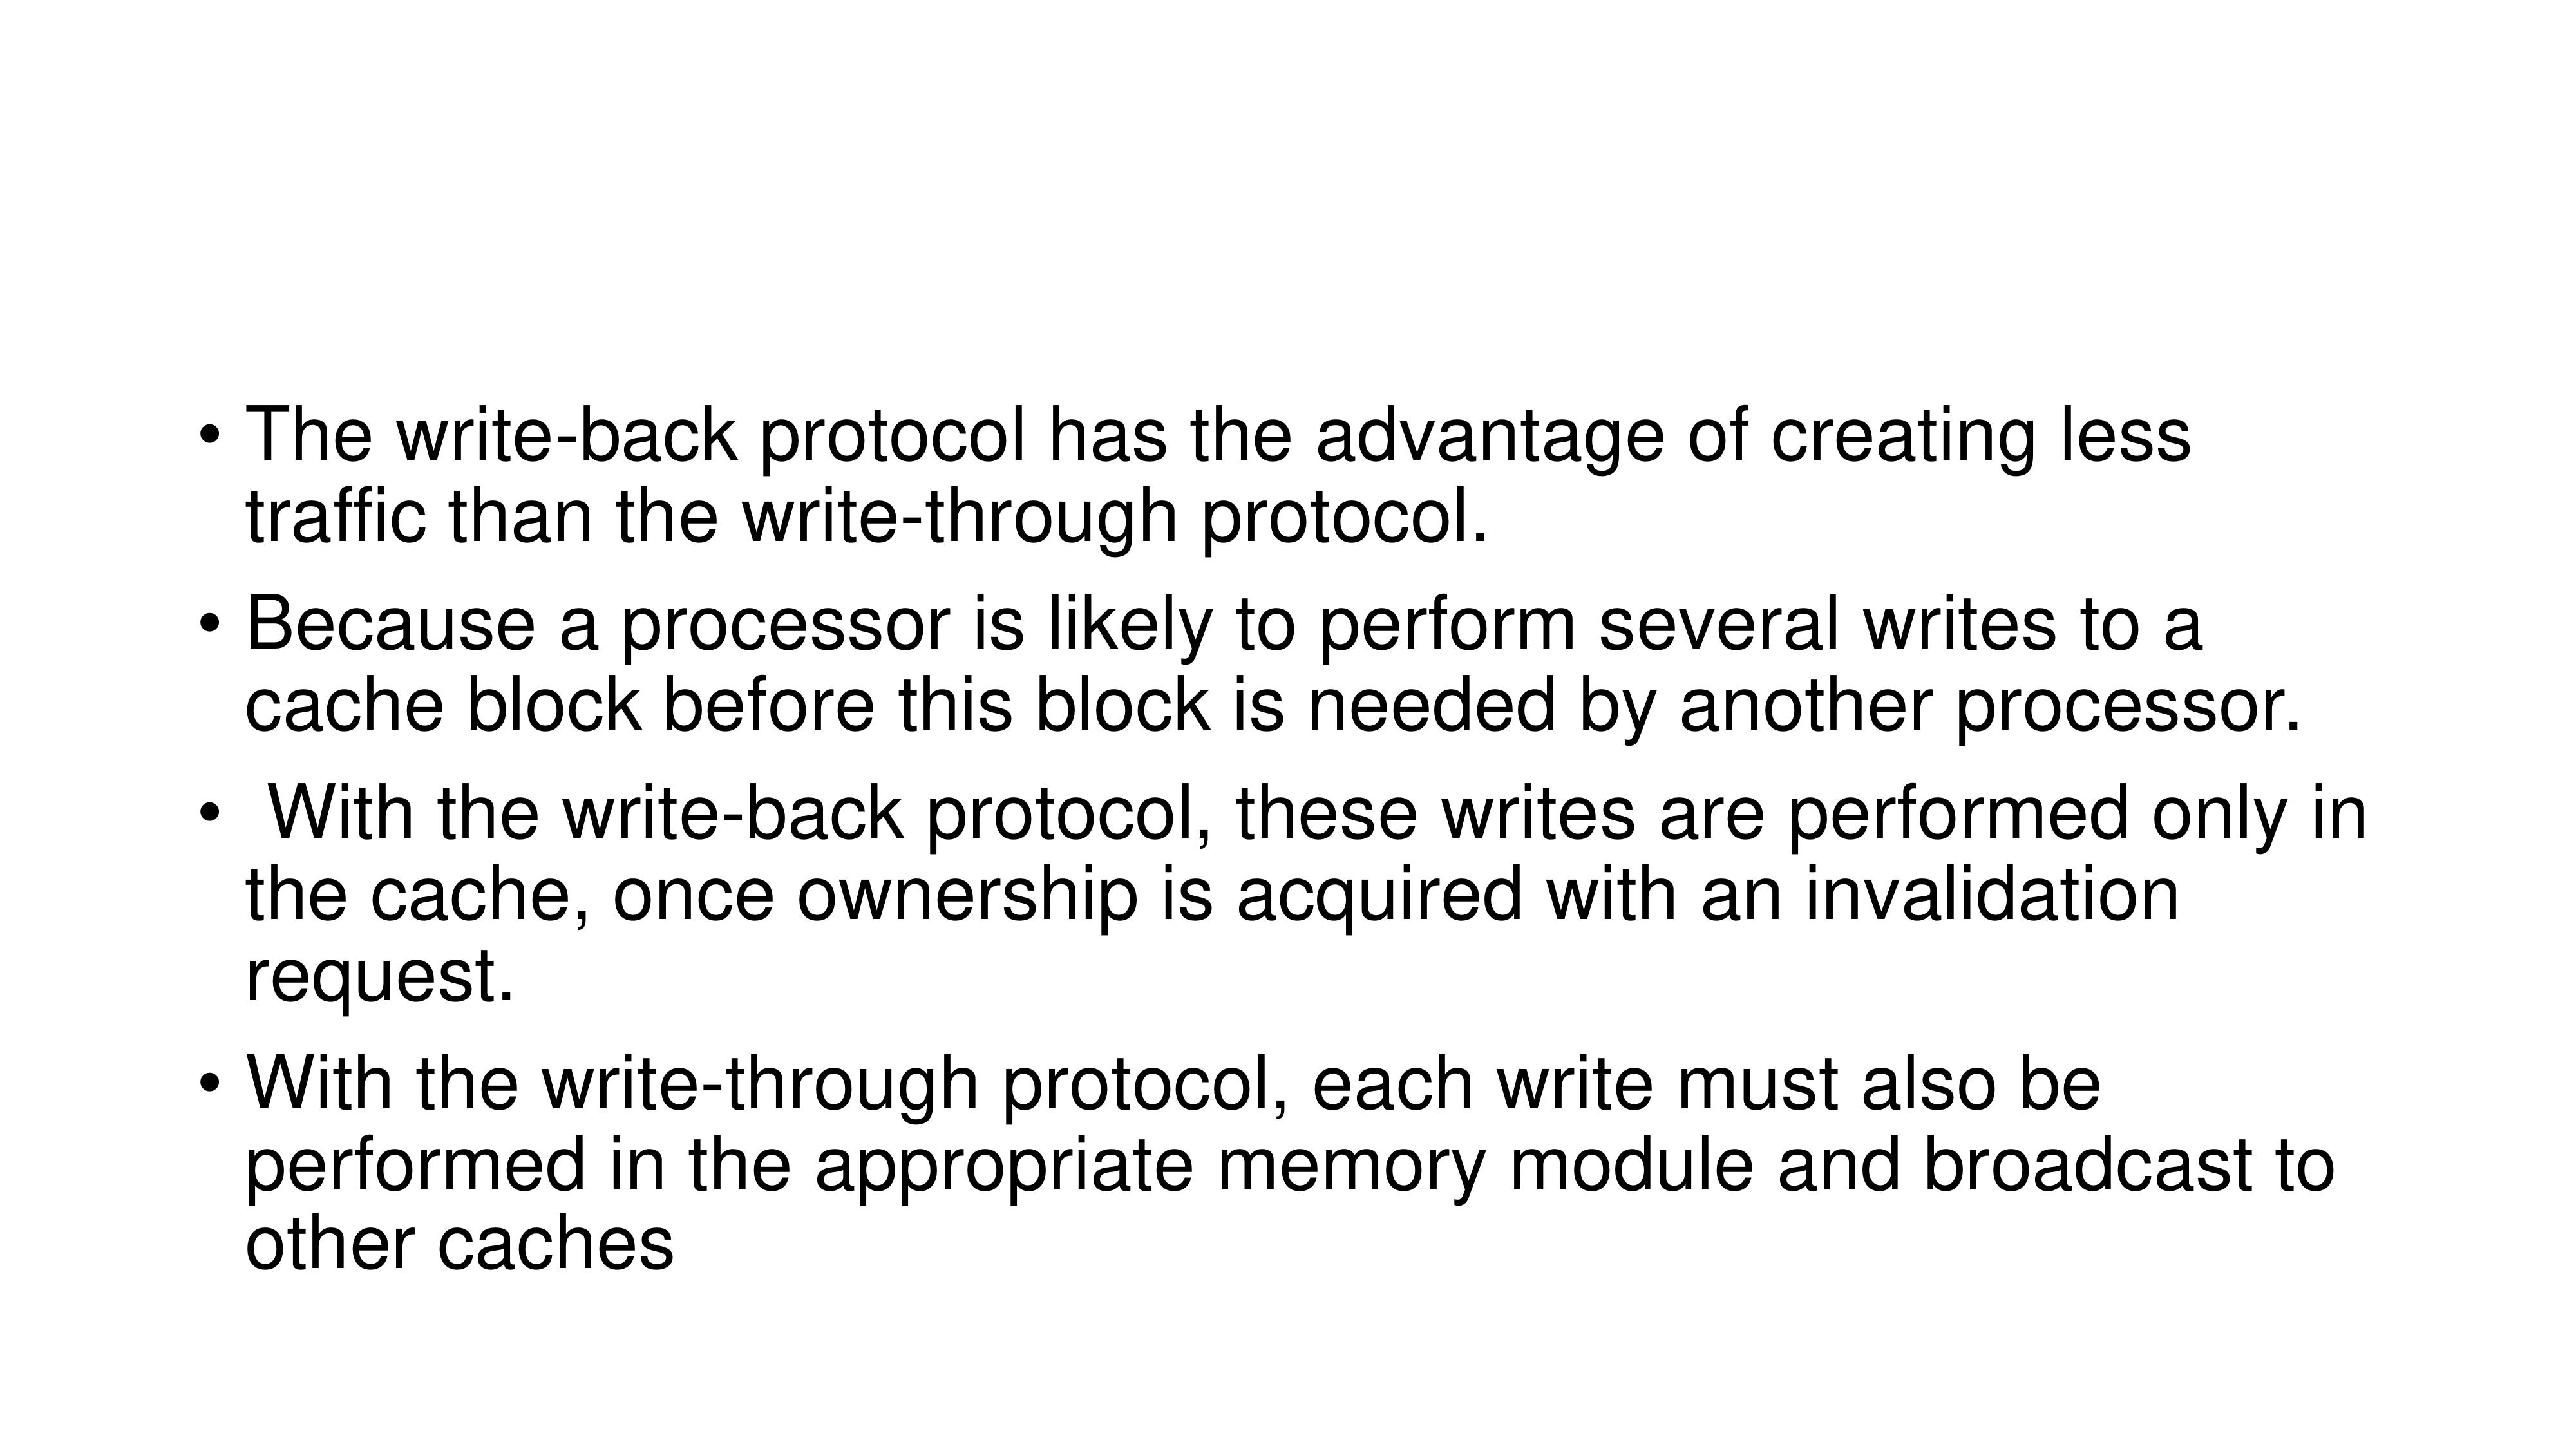 • The write-back protocol has the advantage of creating less
traffic than the write-through protocol.
• Because a processor is likely to perform several writes to a
cache block before this block is needed by another processor.
• With the write-back protocol, these writes are performed only in
the cache, once ownership is acquired with an invalidation
request.
• With the write-through protocol, each write must also be
performed in the appropriate memory module and broadcast to
other caches